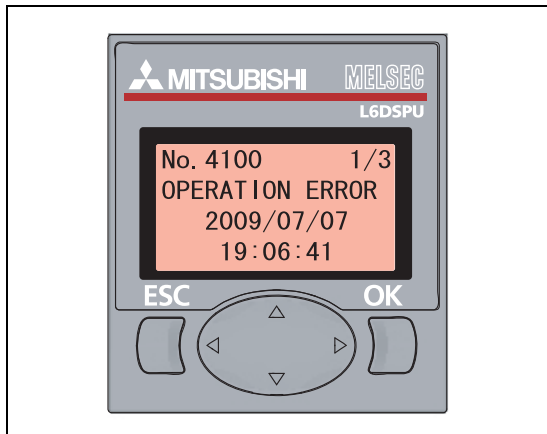 MITSUBISHI MELSEC
L6DSPU
No. 4100 1/3
OPERATION ERROR
2009/07/07
19:06:41
ESC OK